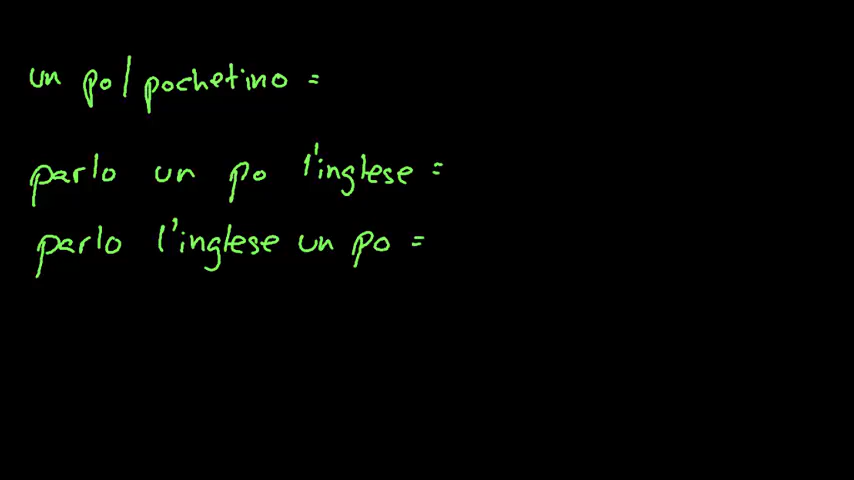 un po/pochetino =
parlo un po l'inglese =
parlo l'inglese un po =